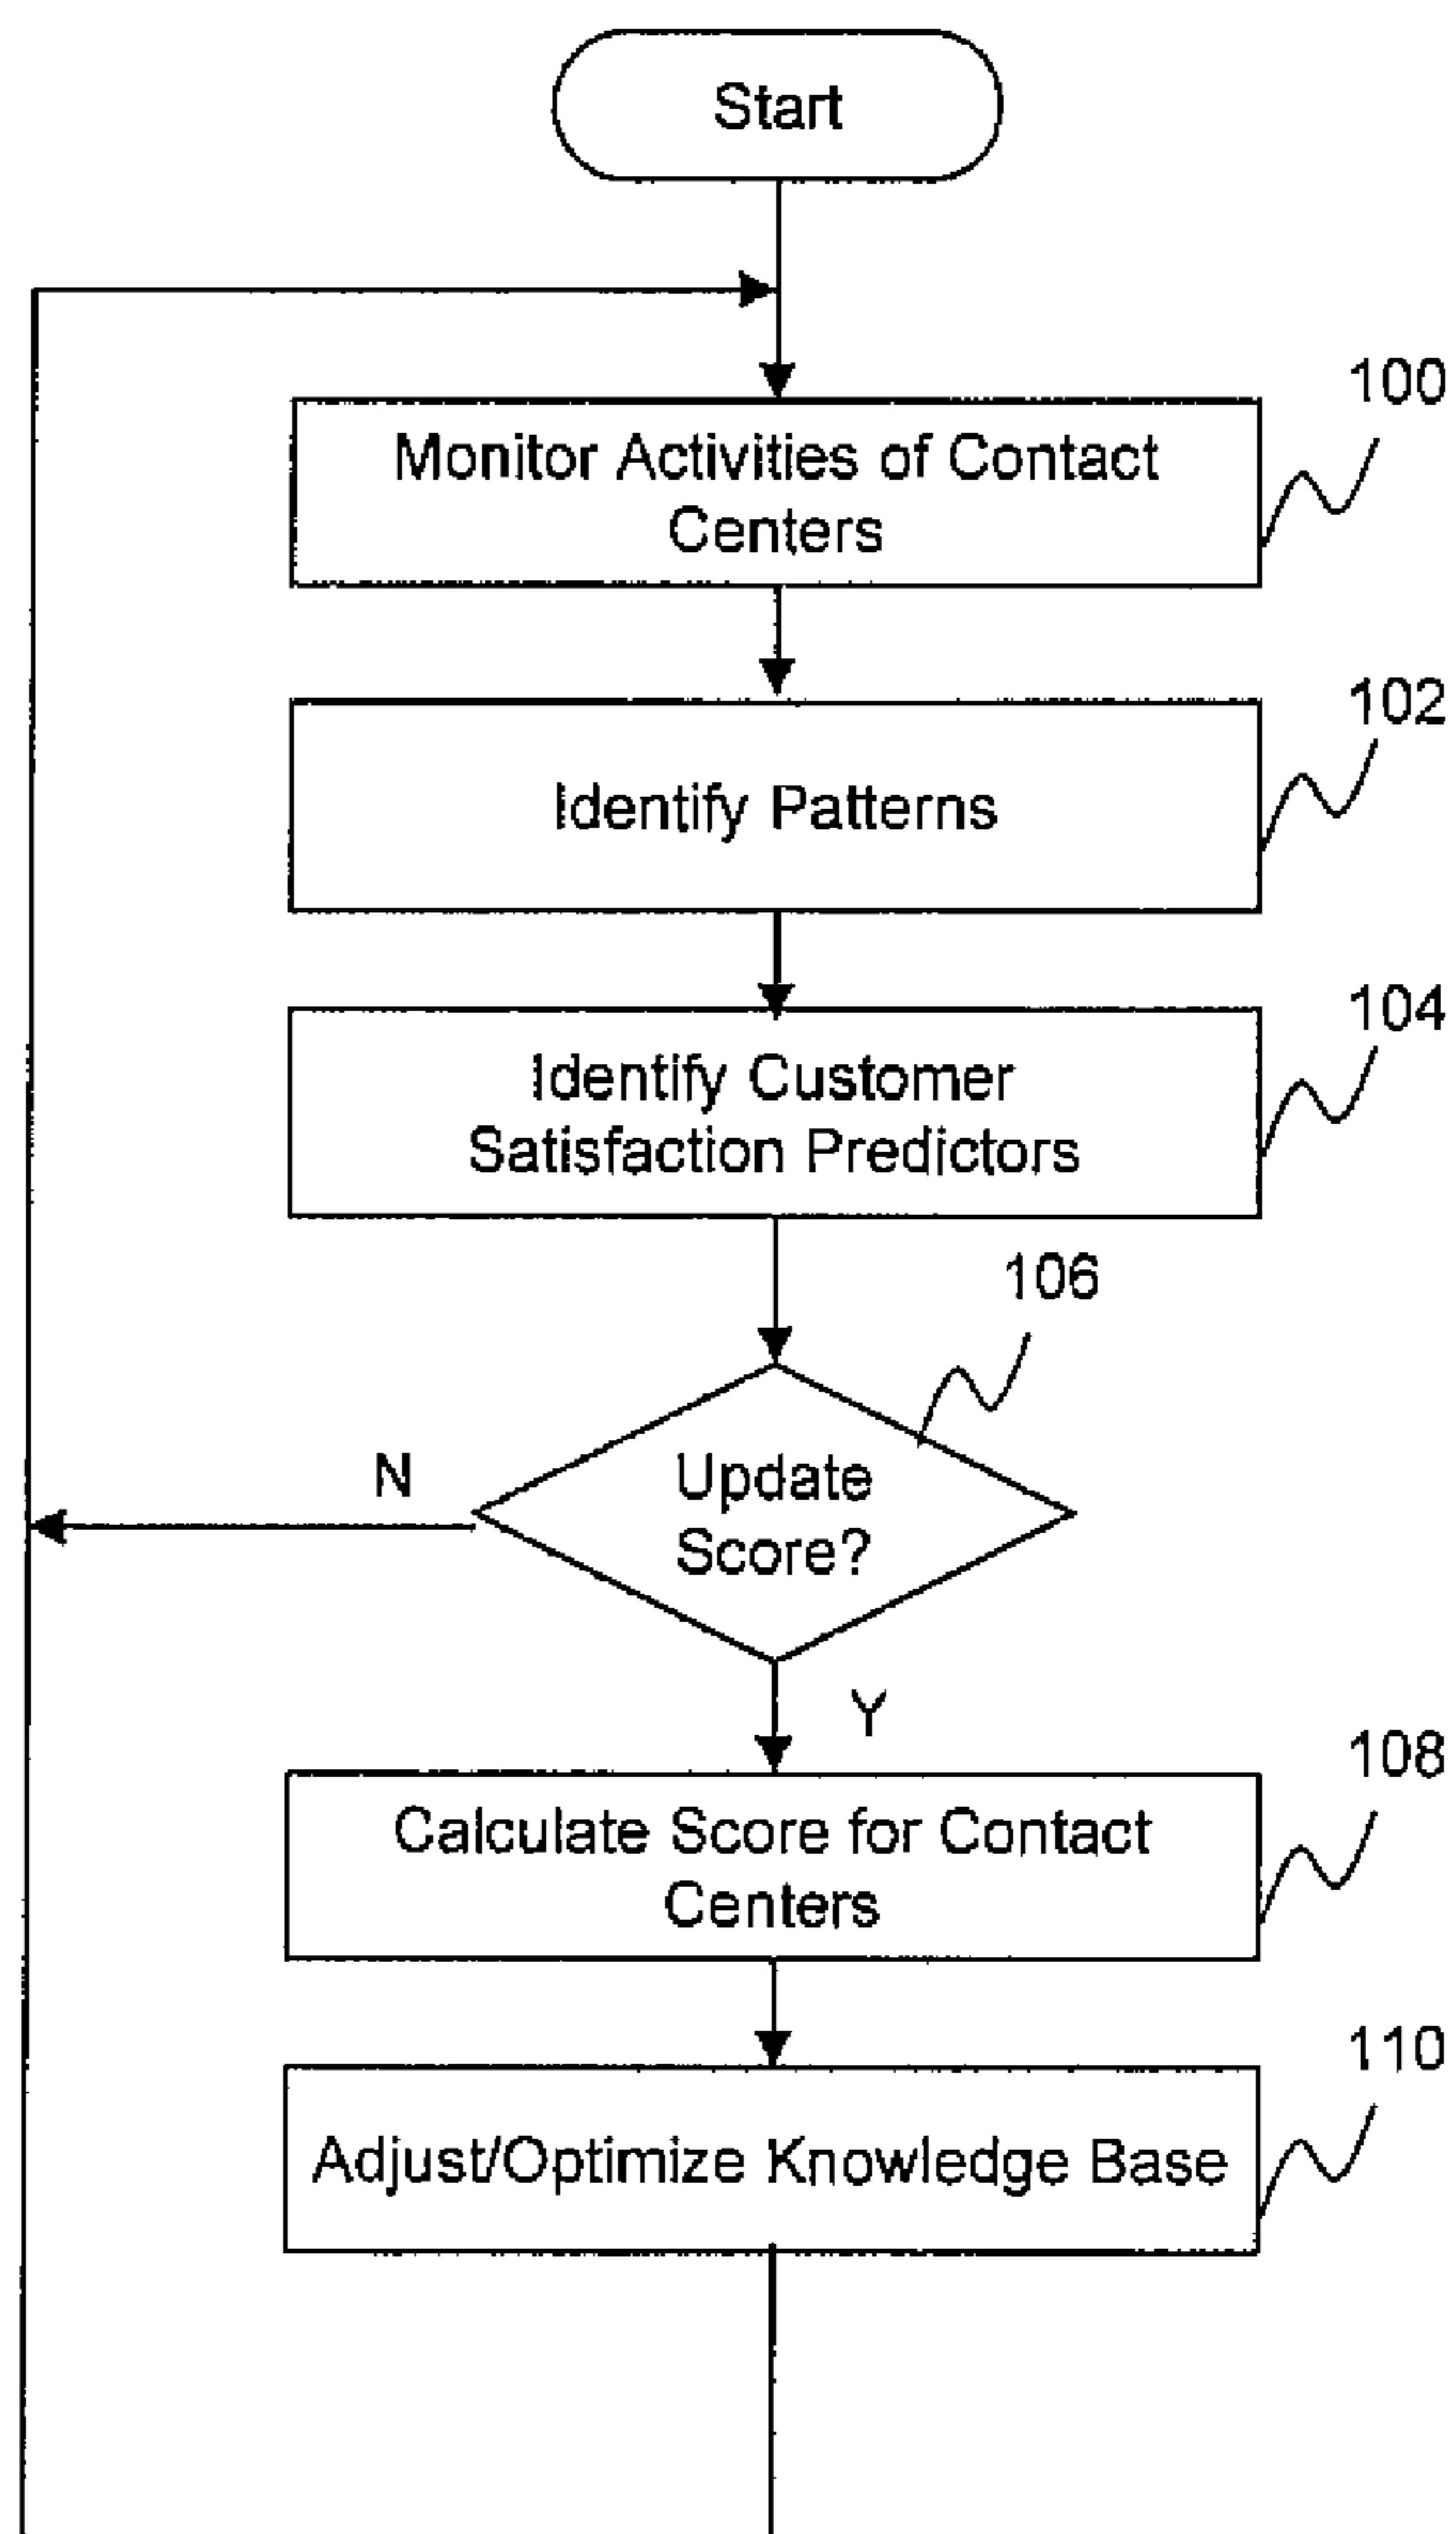 Start
100
Monitor Activities of Contact
Centers
102
Identify Patterns
104
Identify Customer
Satisfaction Predictors
106
N
Update
Score?
Y
108
Calculate Score for Contact
Centers
110
Adjust/Optimize Knowledge Base